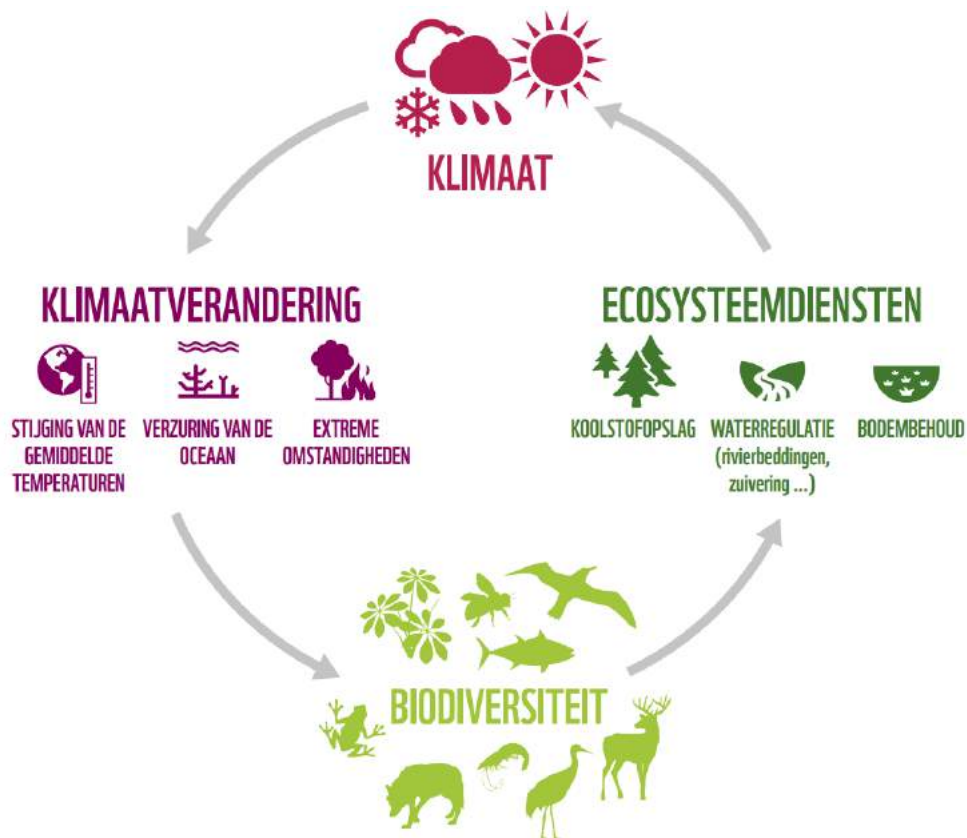 KLIMAAT
KLIMAATVERANDERING
STIJGING VAN DE
GEMIDDELDE
TEMPERATUREN
VERZURING VAN DE
OCEAAN
EXTREME
OMSTANDIGHEDEN
ECOSYSTEEMDIENSTEN
KOOLSTOFOPSLAG
WATERREGULATIE
(rivierbeddingen,
zuivering ...)
BODEMBEHOUD
BIODIVERSITEIT